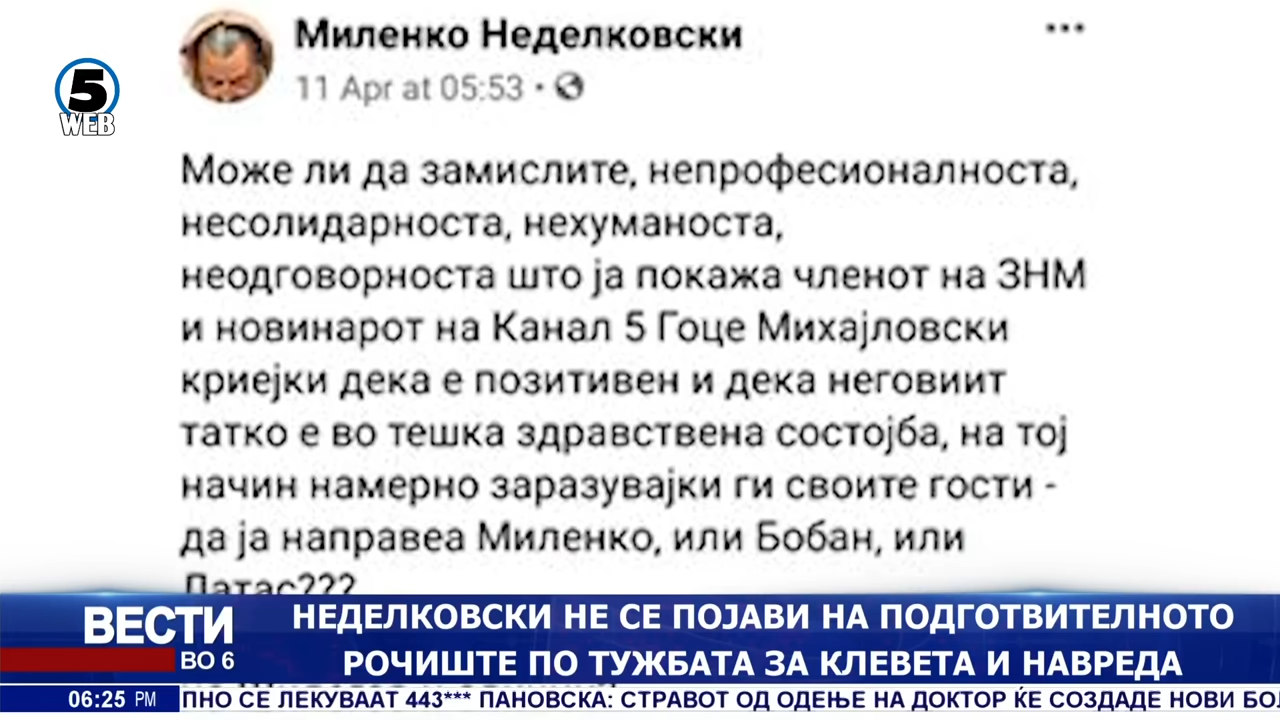 Миленко Неделковски
11 Apr at 05:53
5
WEB
Може ли да замислите, непрофесионалноста,
несолидарноста, нехуманоста,
неодговорноста што ја покажа членот на ЗНМ
и новинарот на Канал 5 Гоце Михајловски
криејки дека е позитивен и дека неговиит
татко е во тешка здравствена состојба, на тој
начин намерно заразувајки ги своите гости -
да ја направеа Миленко, или Бобан, или
Латас???
ВЕСТИ
ВО 6
НЕДЕЛКОВСКИ НЕ СЕ ПОЈАВИ НА ПОДГОТВИТЕЛНОТО
РОЧИШТЕ ПО ТУЖБАТА ЗА КЛЕВЕТА И НАВРЕДА
06:25 PM
ПНО СЕ ЛЕКУВААТ 443*** ПАНОВСКА: СТРАВОТ ОД ОДЕЊЕ НА ДОКТОР ЌЕ СОЗДАДЕ НОВИ БОЛ